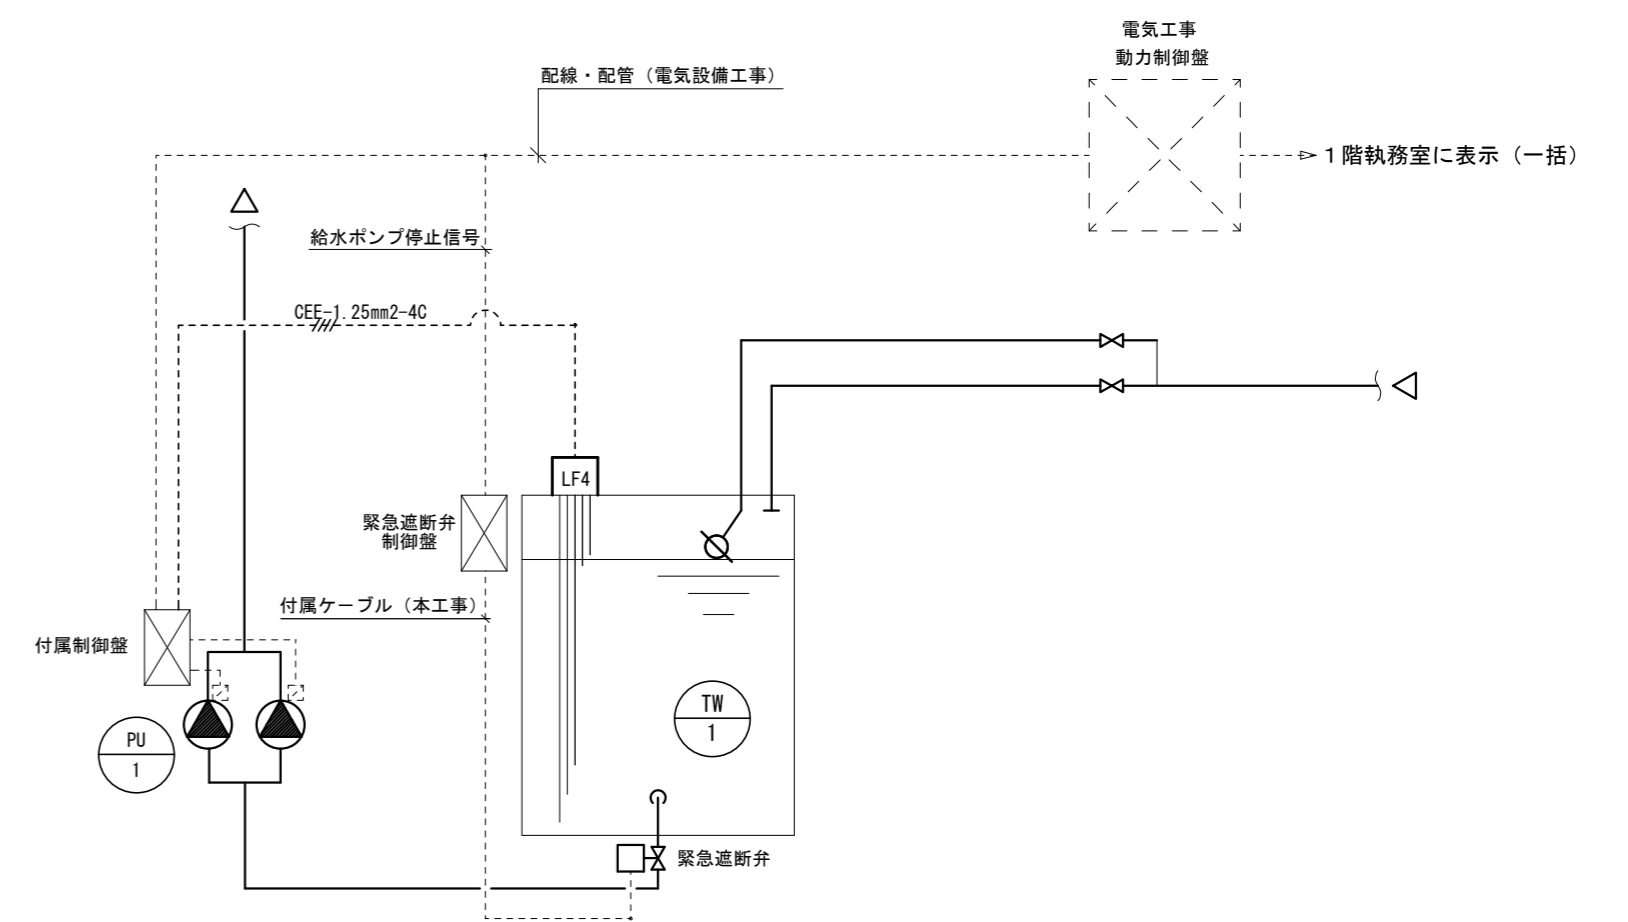 電気工事
動力制御盤
配線・配管（電気設備工事）
1階執務室に表示（一括）
給水ポンプ停止信号
CEE-1.25mm2-4C
LF4
緊急遮断弁
制御盤
付属ケーブル（本工事）
付属制御盤
TW
1
PU
1
緊急遮断弁